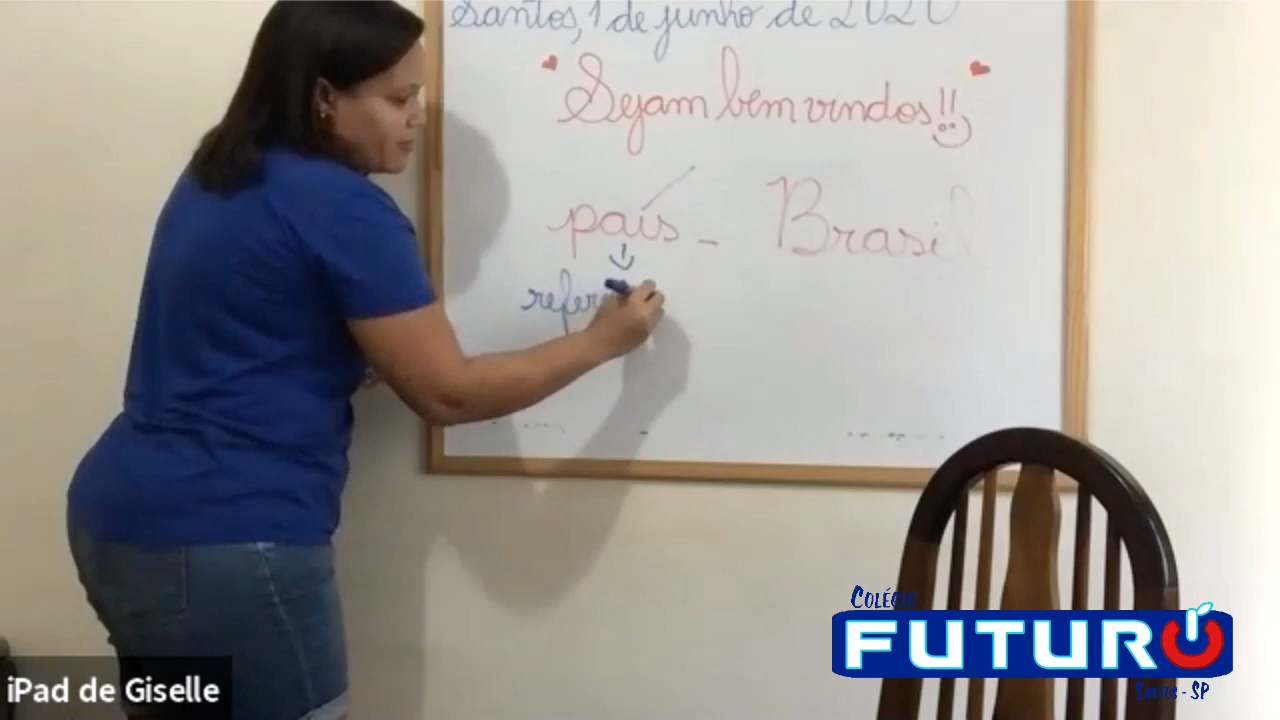 Santos, 1 de junho de 2020
Sejam bem vindos!!
país - Brasil
COLÉGIO
FUTURO
SANTOS - SP
iPad de Giselle